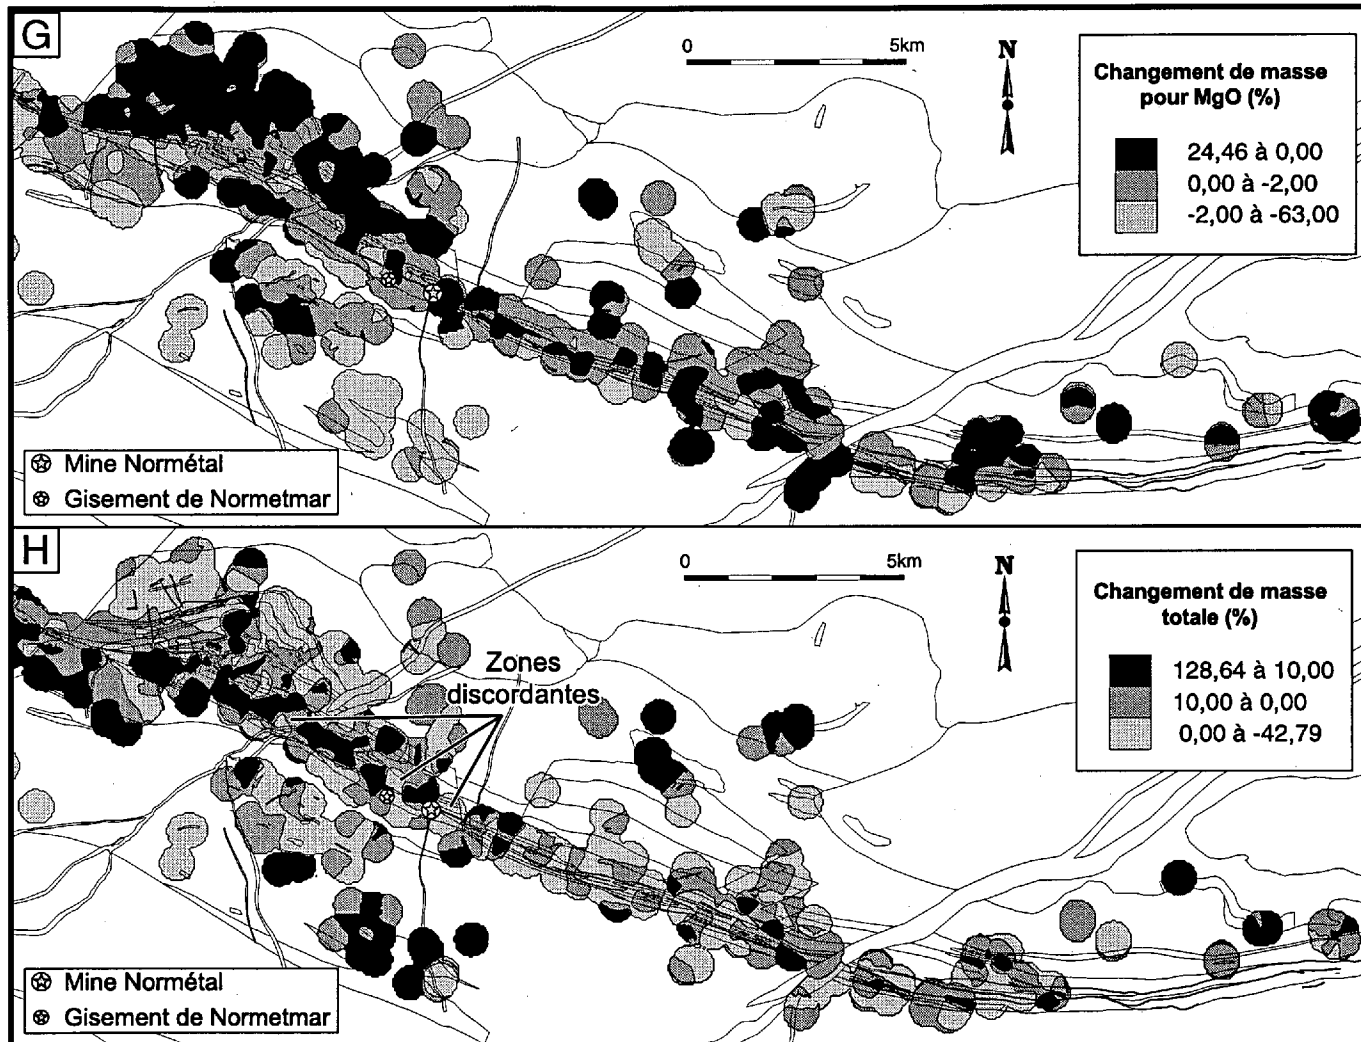 G
0 5km
N
Changement de masse
pour MgO (%)
24,46 à 0,00
0,00 à -2,00
-2,00 à -63,00
Mine Normétal
Gisement de Normetmar
H
0 5km
N
Zones
discordantes
Changement de masse
totale (%)
128,64 à 10,00
10,00 à 0,00
0,00 à -42,79
Mine Normétal
Gisement de Normetmar